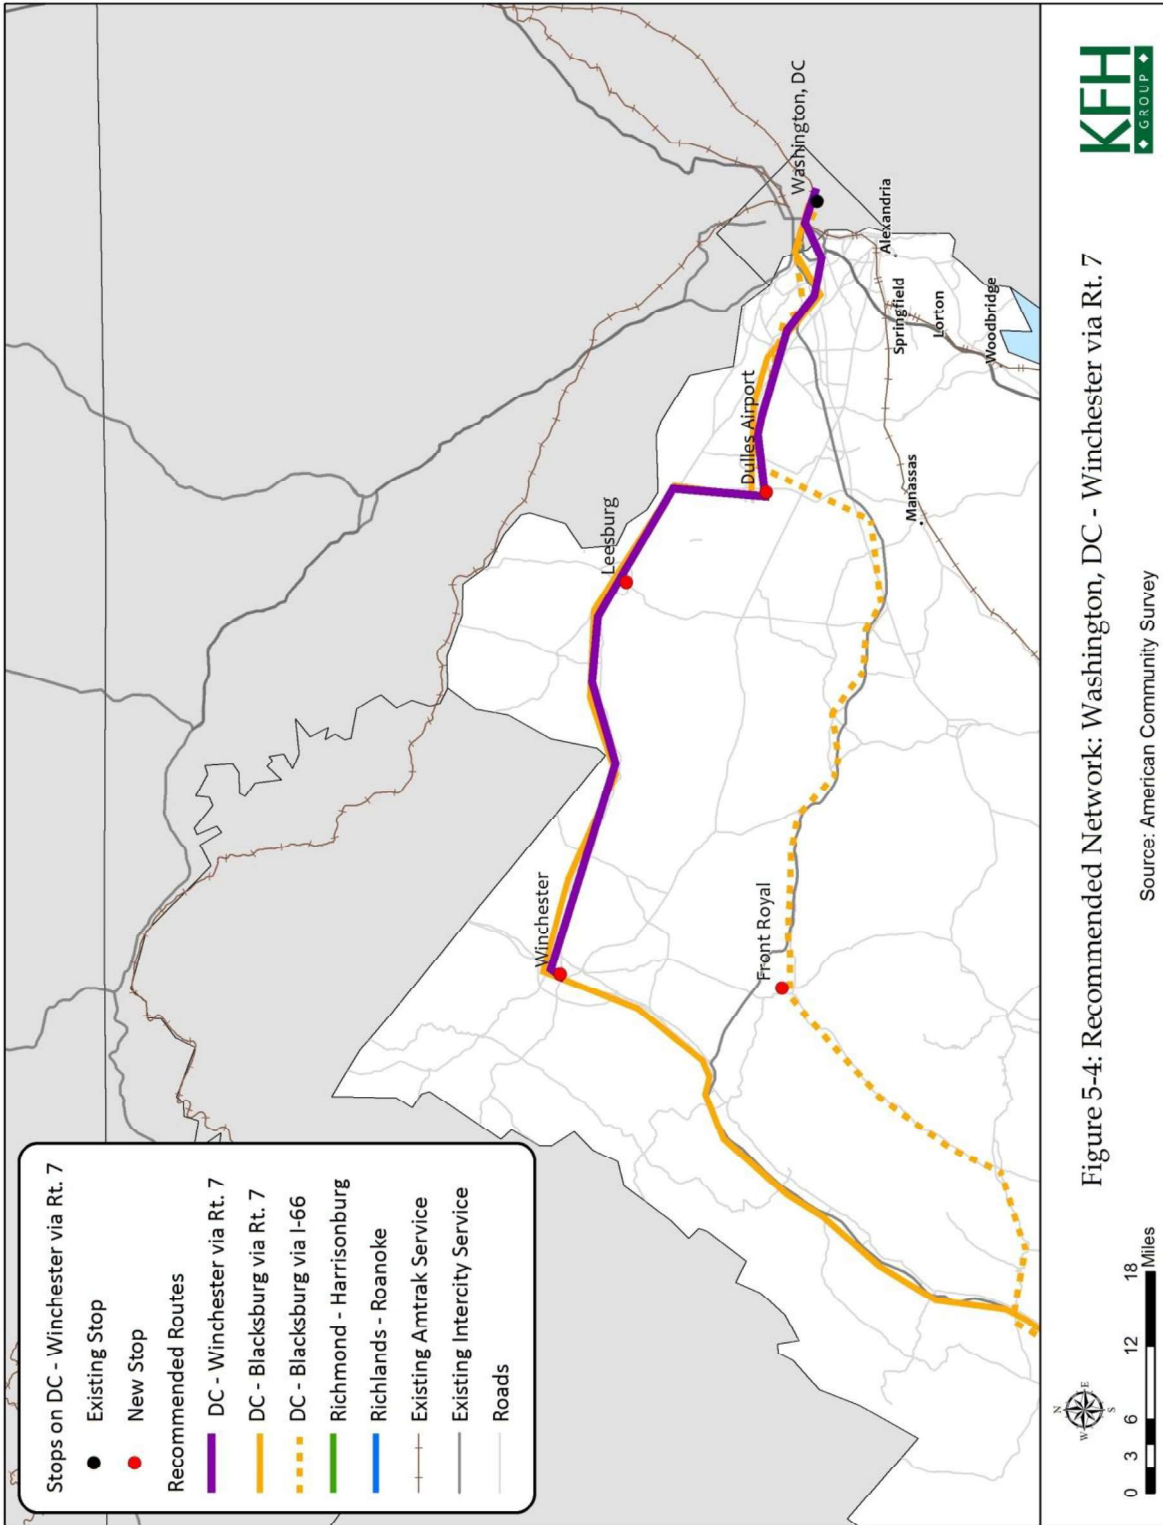 Stops on DC - Winchester via Rt. 7
Existing Stop
New Stop
Recommended Routes
DC - Winchester via Rt. 7
DC - Blacksburg via Rt. 7
DC - Blacksburg via I-66
Richmond - Harrisonburg
Richlands - Roanoke
Existing Amtrak Service
Existing Intercity Service
Roads
Winchester
Leesburg
Dulles Airport
Washington, DC
Front Royal
Manassas
Alexandria
Springfield
Lorton
Woodbridge
N
W E
S
0 3 6 12 18
Miles
Figure 5-4: Recommended Network: Washington, DC - Winchester via Rt. 7
Source: American Community Survey
KFH
GROUP